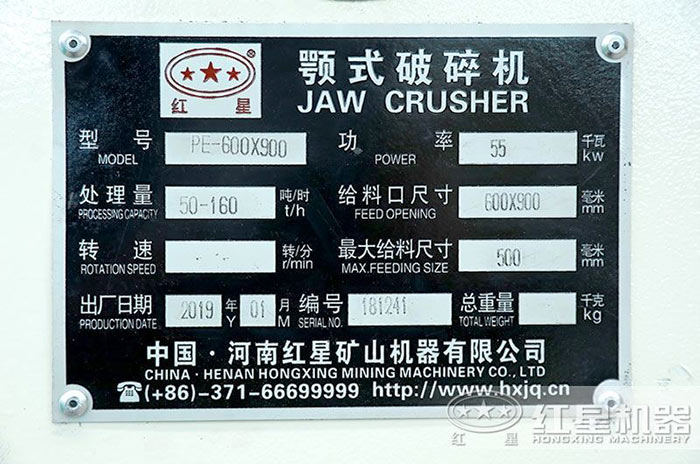 红 星
颚式破碎机
JAW CRUSHER
型 号 PE-600X900 功 率 55 千瓦
MODEL POWER kw
处理量 50-160 吨/时 给料口尺寸 600X900 毫米
PROCESSING CAPACITY t/h FEED OPENING mm
转 速 转/分 最大给料尺寸 500 毫米
ROTATION SPEED r/min MAX.FEEDING SIZE mm
出厂日期 2019 年 01 月 编号 181241 总重量 千克
PRODUCTION DATE Y M SERIAL NO. TOTAL WEIGHT kg
中国·河南红星矿山机器有限公司
CHINA · HENAN HONGXING MINING MACHINERY CO., LTD
☎(+86)-371-66699999 http://www.hxjq.cn
红 星 红星机器
HONGXING MACHINERY